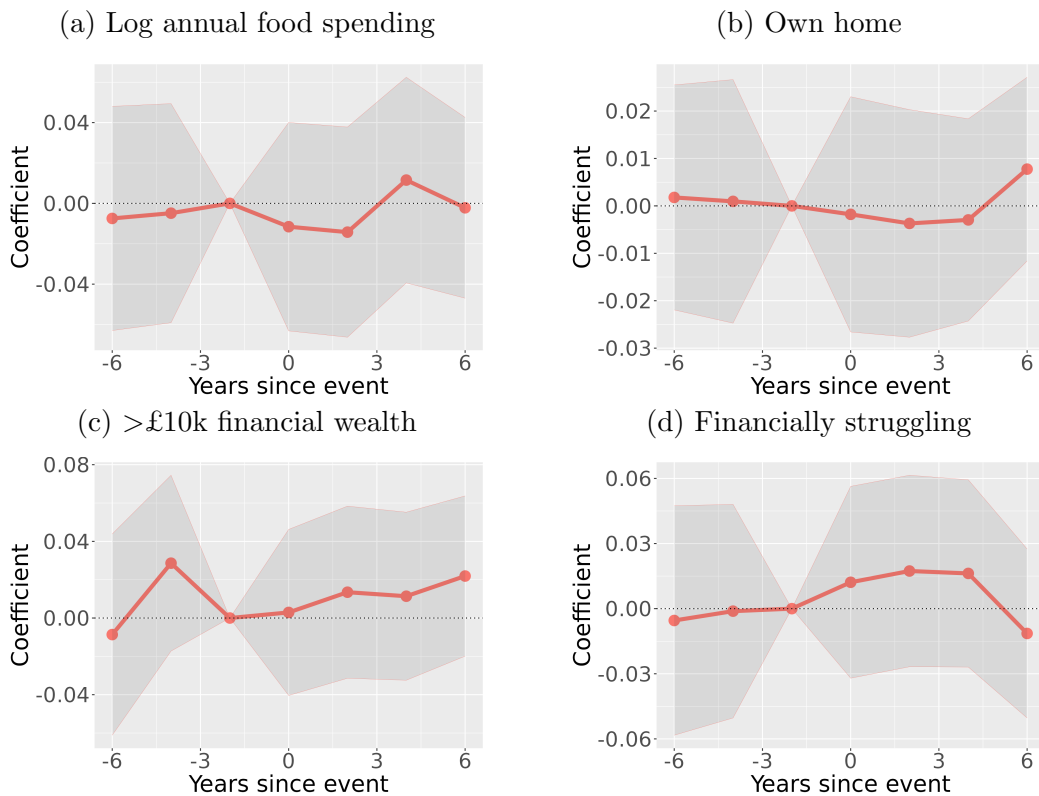 (a) Log annual food spending
0.04
0.00
-0.04
Coefficient
-6 -3 0 3 6
Years since event
(b) Own home
0.02
0.01
0.00
-0.01
-0.02
-0.03
Coefficient
-6 -3 0 3 6
Years since event
(c) >£10k financial wealth
0.08
0.04
0.00
-0.04
Coefficient
-6 -3 0 3 6
Years since event
(d) Financially struggling
0.06
0.03
0.00
-0.03
-0.06
Coefficient
-6 -3 0 3 6
Years since event